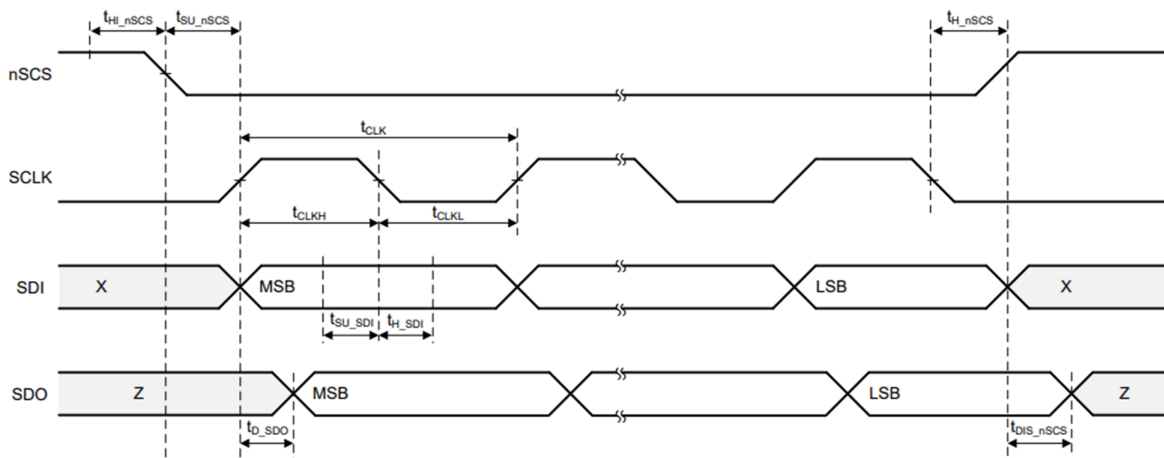 tHI_nSCS tSU_nSCS tH_nSCS
nSCS
tCLK
SCLK
tCLKH tCLKL
SDI X MSB LSB X
tSU_SDI tH_SDI
SDO Z MSB LSB Z
tD_SDO tDIS_nSCS